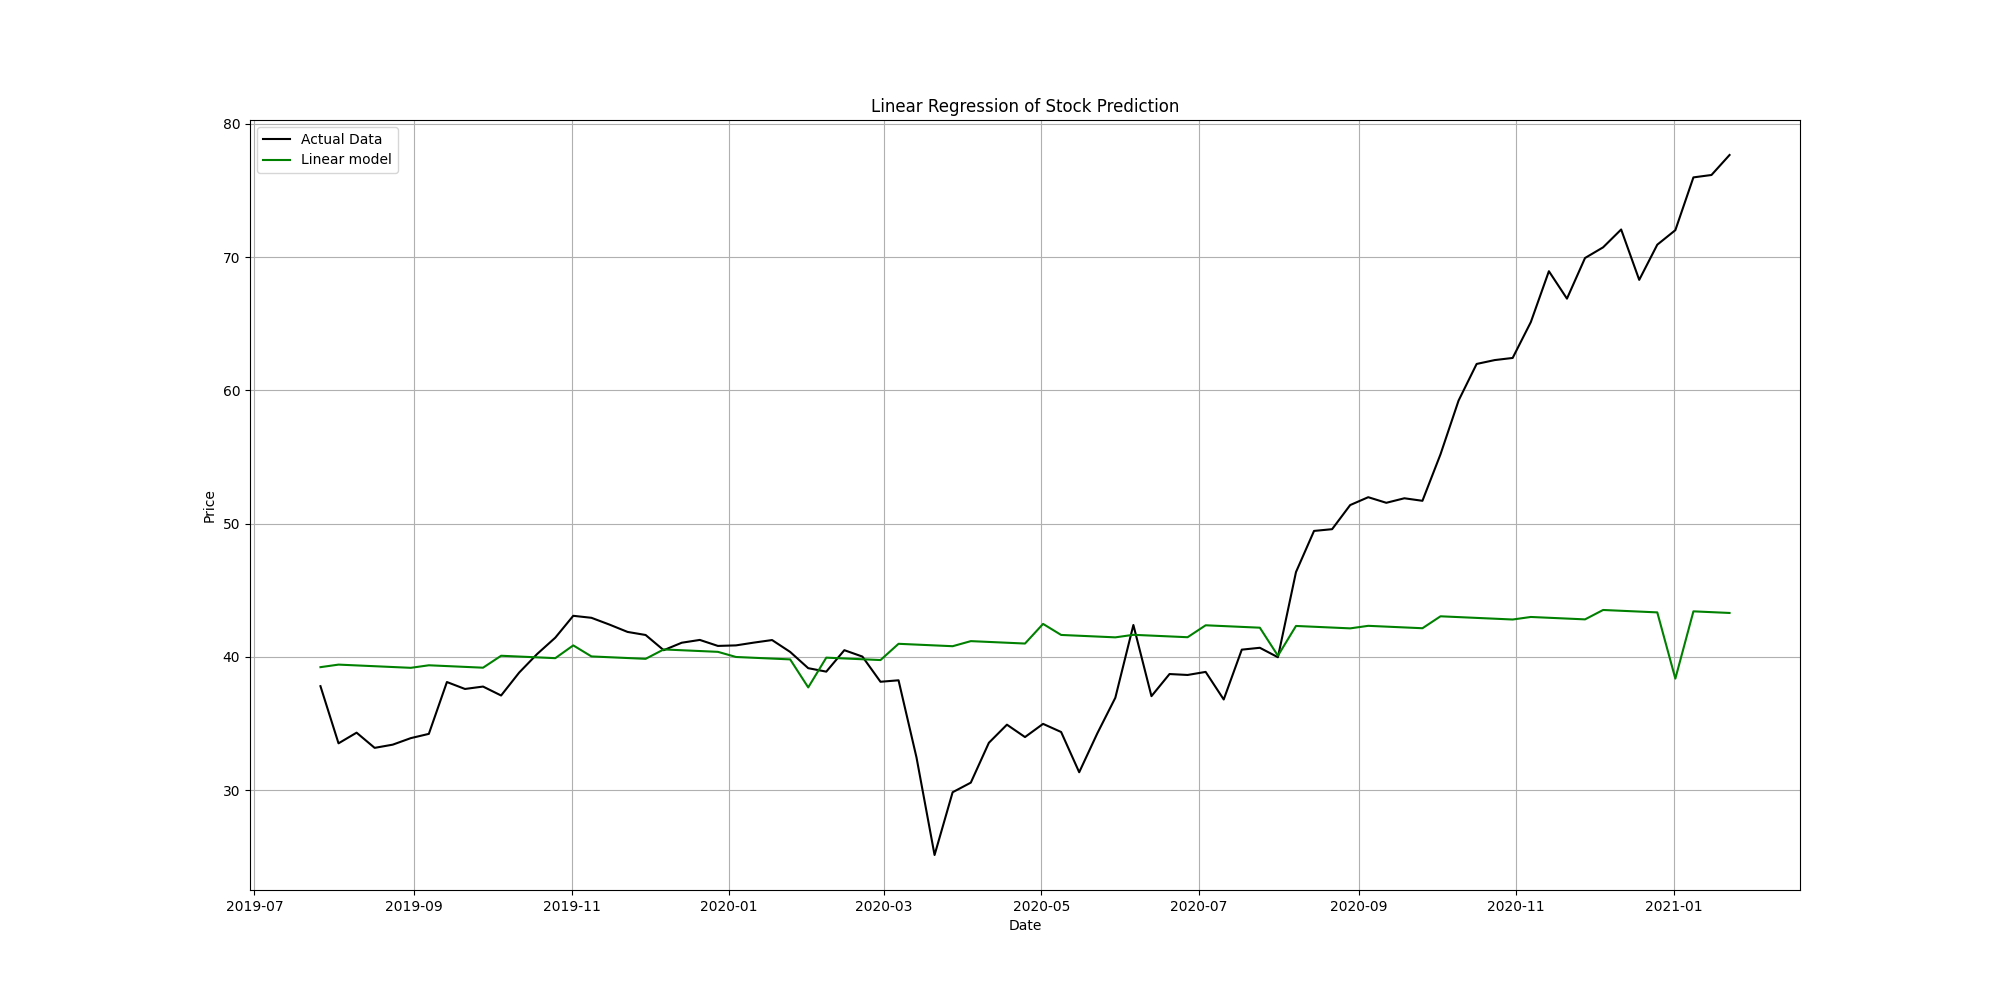 Linear Regression of Stock Prediction
Actual Data
Linear model
80
70
60
50
40
30
Price
2019-07 2019-09 2019-11 2020-01 2020-03 2020-05 2020-07 2020-09 2020-11 2021-01
Date